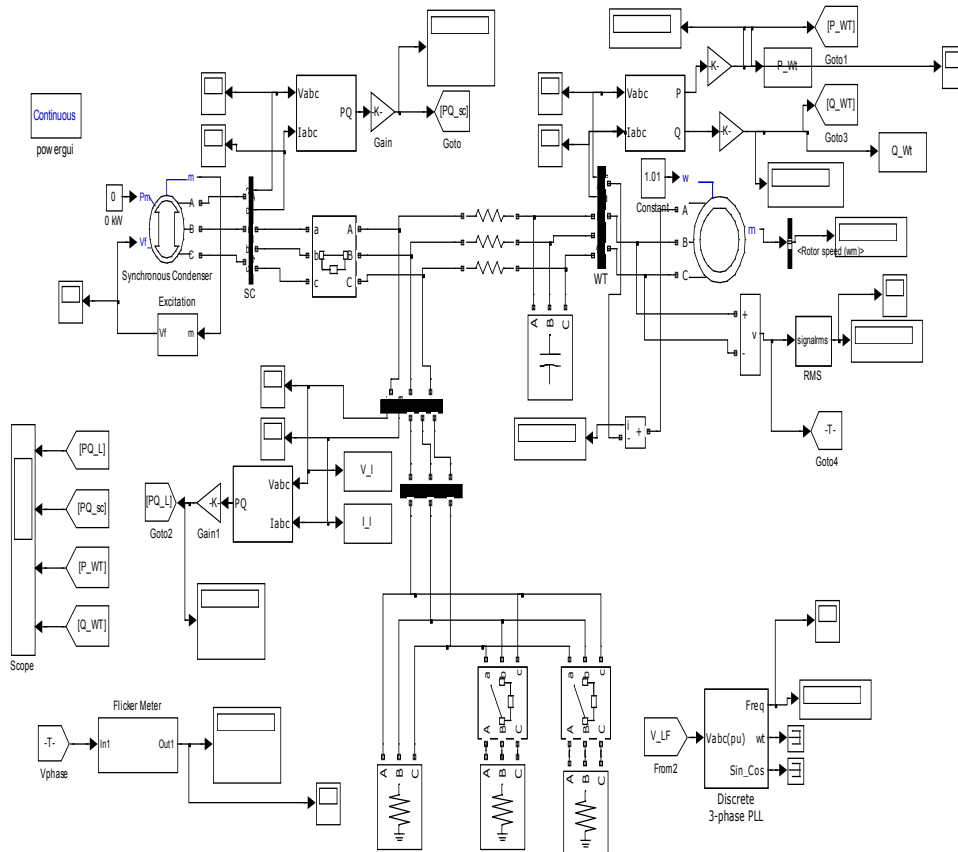 [P_WT]
Goto1
Continuous
powergui
Vabc
Iabc
PQ
-K-
Gain
[PQ_sc]
Goto
Vabc
Iabc
P
Q
-K-
-K-
P_Wt
[Q_WT]
Goto3
Q_Wt
0
0 kW
Pm
m
Vf_
A
B
C
Synchronous Condenser
Excitation
Vf
m
SC
a
b
c
A
B
C
WT
1.01
Constant
w
A
B
C
m
<Rotor speed (wm)>
A
B
C
+
-
v
signalrms
RMS
-T-
Goto4
i
+
-
[PQ_L]
[PQ_sc]
[P_WT]
[Q_WT]
Scope
[PQ_L]
Goto2
-K-
Gain1
PQ
Vabc
Iabc
V_l
I_l
a
b
c
A
B
C
a
b
c
A
B
C
A
B
C
A
B
C
A
B
C
Flicker Meter
-T-
Vphase
In1
Out1
V_LF
From2
Vabc(pu)
Freq
wt
Sin_Cos
Discrete
3-phase PLL